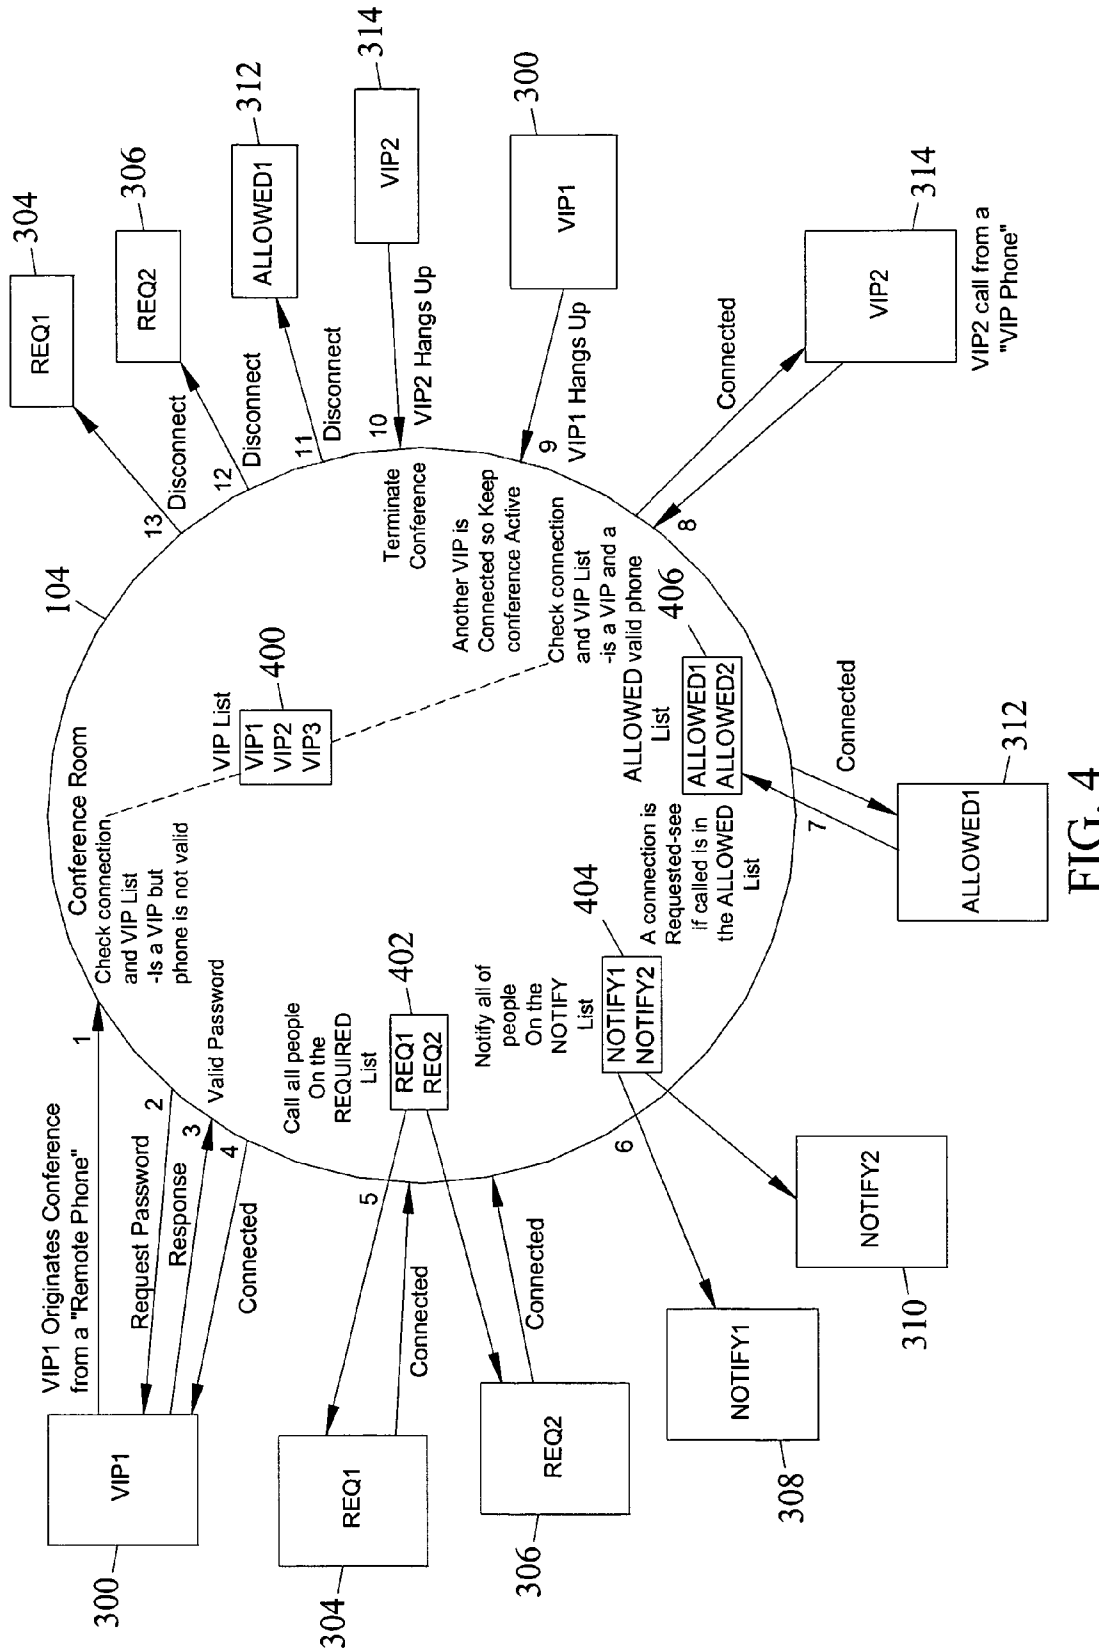 VIP1 Originates Conference
from a "Remote Phone"
300
VIP1
1
Request Password
2
Response
3
Valid Password
Connected
4
Conference Room
104
Check connection
and VIP List
-Is a VIP but
phone is not valid
VIP List
400
VIP1
VIP2
VIP3
Call all people
On the
REQUIRED
List
402
REQ1
REQ2
5
304
REQ1
Connected
306
REQ2
Connected
Notify all of
people
On the
NOTIFY
List
404
NOTIFY1
NOTIFY2
6
308
NOTIFY1
310
NOTIFY2
A connection is
Requested-see
if called is in
the ALLOWED
List
ALLOWED
List
406
ALLOWED1
ALLOWED2
7
Connected
ALLOWED1
312
8
Connected
VIP2
314
VIP2 call from a
"VIP Phone"
Check connection
and VIP List
-is a VIP and a
valid phone
Another VIP is
Connected so Keep
conference Active
9
VIP1 Hangs Up
VIP1
300
Terminate
Conference
10
VIP2 Hangs Up
VIP2
314
11
Disconnect
ALLOWED1
312
12
Disconnect
REQ2
306
13
Disconnect
REQ1
304
FIG. 4